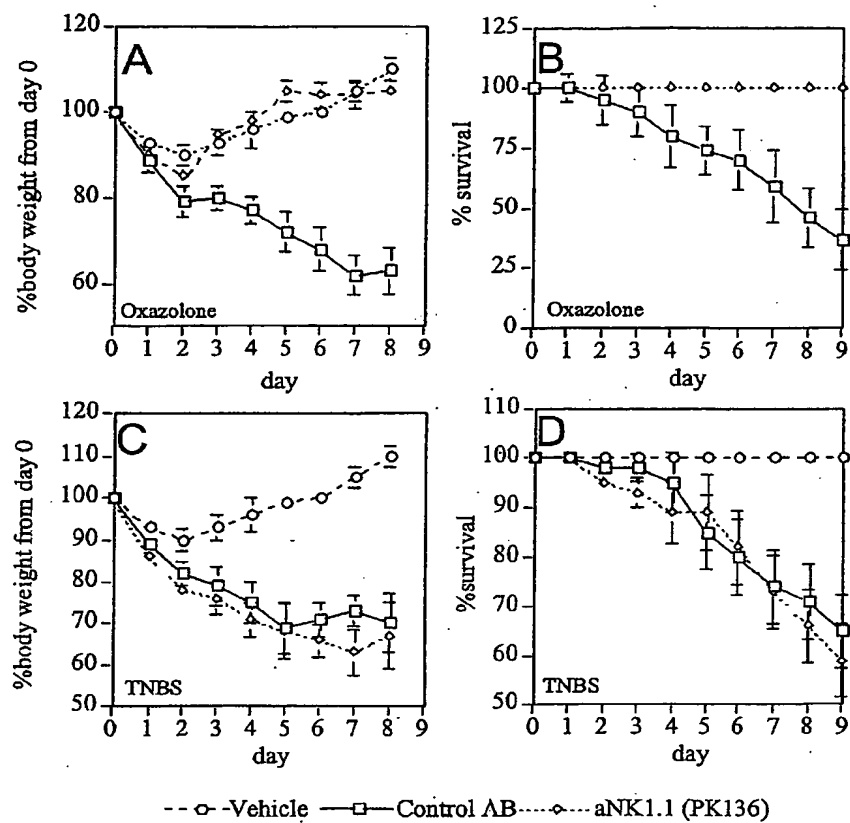 A
%body weight from day 0
120
100
80
60
Oxazolone
0 1 2 3 4 5 6 7 8 9
day
B
% survival
125
100
75
50
25
0
Oxazolone
0 1 2 3 4 5 6 7 8 9
day
C
%body weight from day 0
120
110
100
90
80
70
60
50
TNBS
0 1 2 3 4 5 6 7 8 9
day
D
%survival
110
100
90
80
70
60
50
TNBS
0 1 2 3 4 5 6 7 8 9
day
Vehicle Control AB aNK1.1 (PK136)